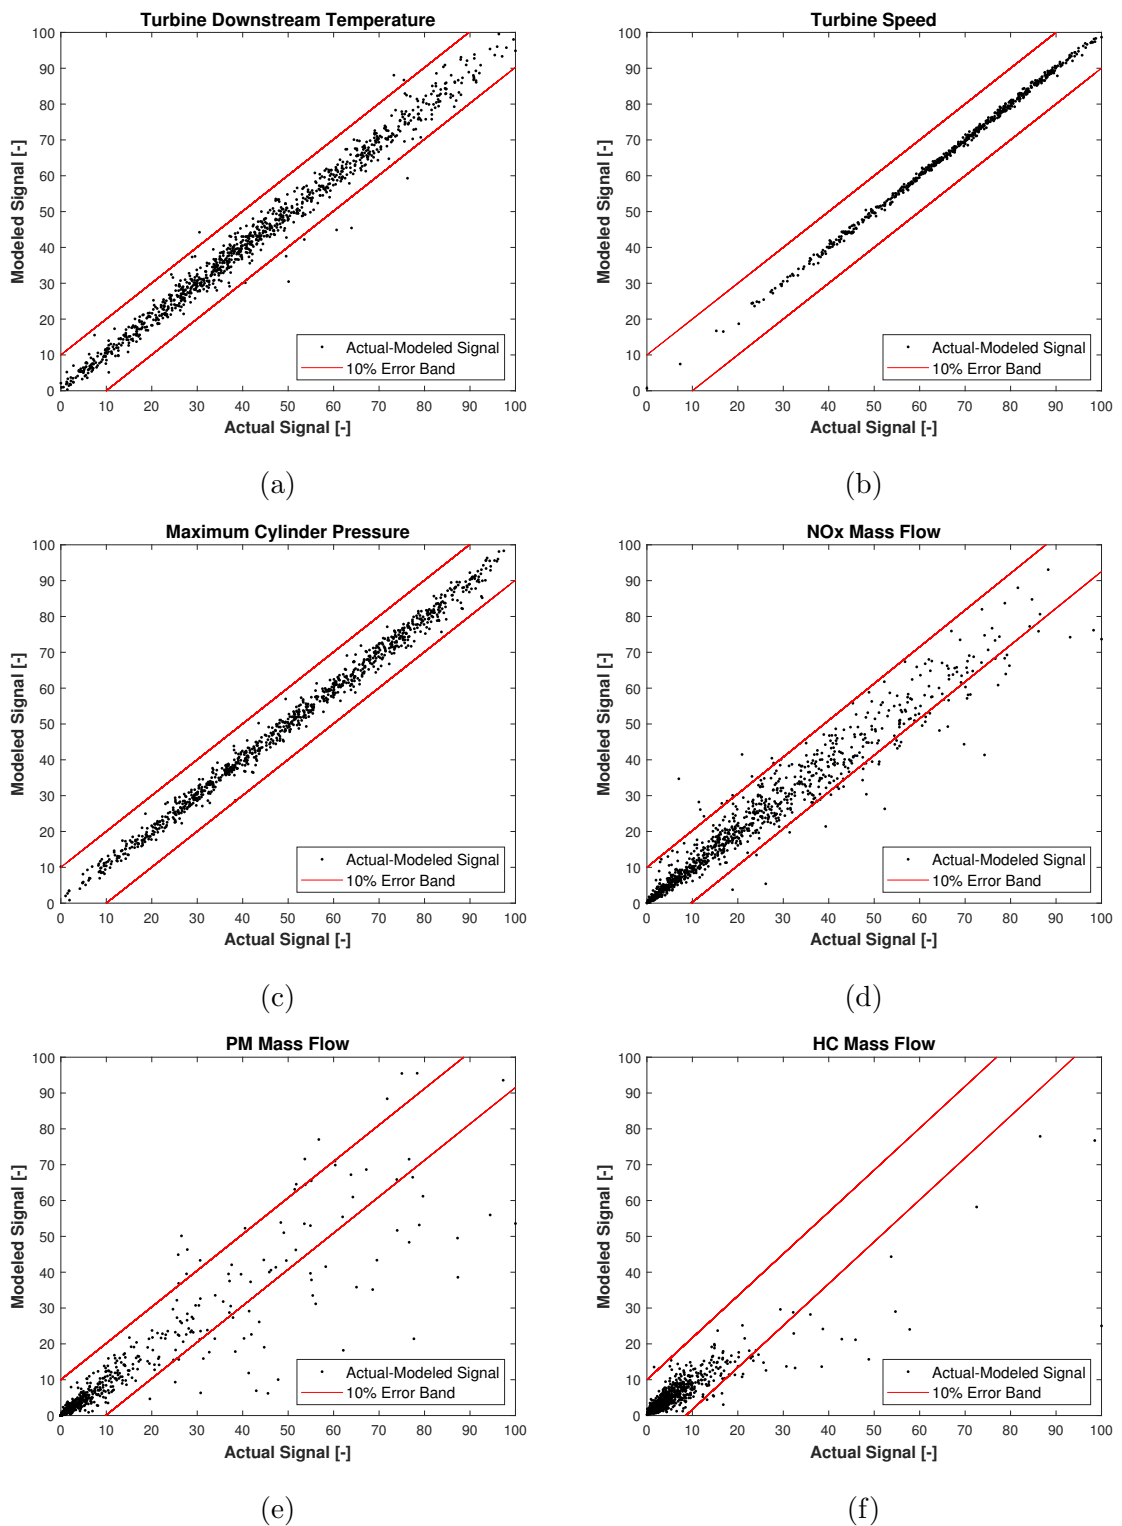 Turbine Downstream Temperature
Modeled Signal [-]
100
90
80
70
60
50
40
30
20
10
0
0 10 20 30 40 50 60 70 80 90 100
Actual Signal [-]
Actual-Modeled Signal
10% Error Band
(a)
Turbine Speed
Modeled Signal [-]
100
90
80
70
60
50
40
30
20
10
0
0 10 20 30 40 50 60 70 80 90 100
Actual Signal [-]
Actual-Modeled Signal
10% Error Band
(b)
Maximum Cylinder Pressure
Modeled Signal [-]
100
90
80
70
60
50
40
30
20
10
0
0 10 20 30 40 50 60 70 80 90 100
Actual Signal [-]
Actual-Modeled Signal
10% Error Band
(c)
NOx Mass Flow
Modeled Signal [-]
100
90
80
70
60
50
40
30
20
10
0
0 10 20 30 40 50 60 70 80 90 100
Actual Signal [-]
Actual-Modeled Signal
10% Error Band
(d)
PM Mass Flow
Modeled Signal [-]
100
90
80
70
60
50
40
30
20
10
0
0 10 20 30 40 50 60 70 80 90 100
Actual Signal [-]
Actual-Modeled Signal
10% Error Band
(e)
HC Mass Flow
Modeled Signal [-]
100
90
80
70
60
50
40
30
20
10
0
0 10 20 30 40 50 60 70 80 90 100
Actual Signal [-]
Actual-Modeled Signal
10% Error Band
(f)